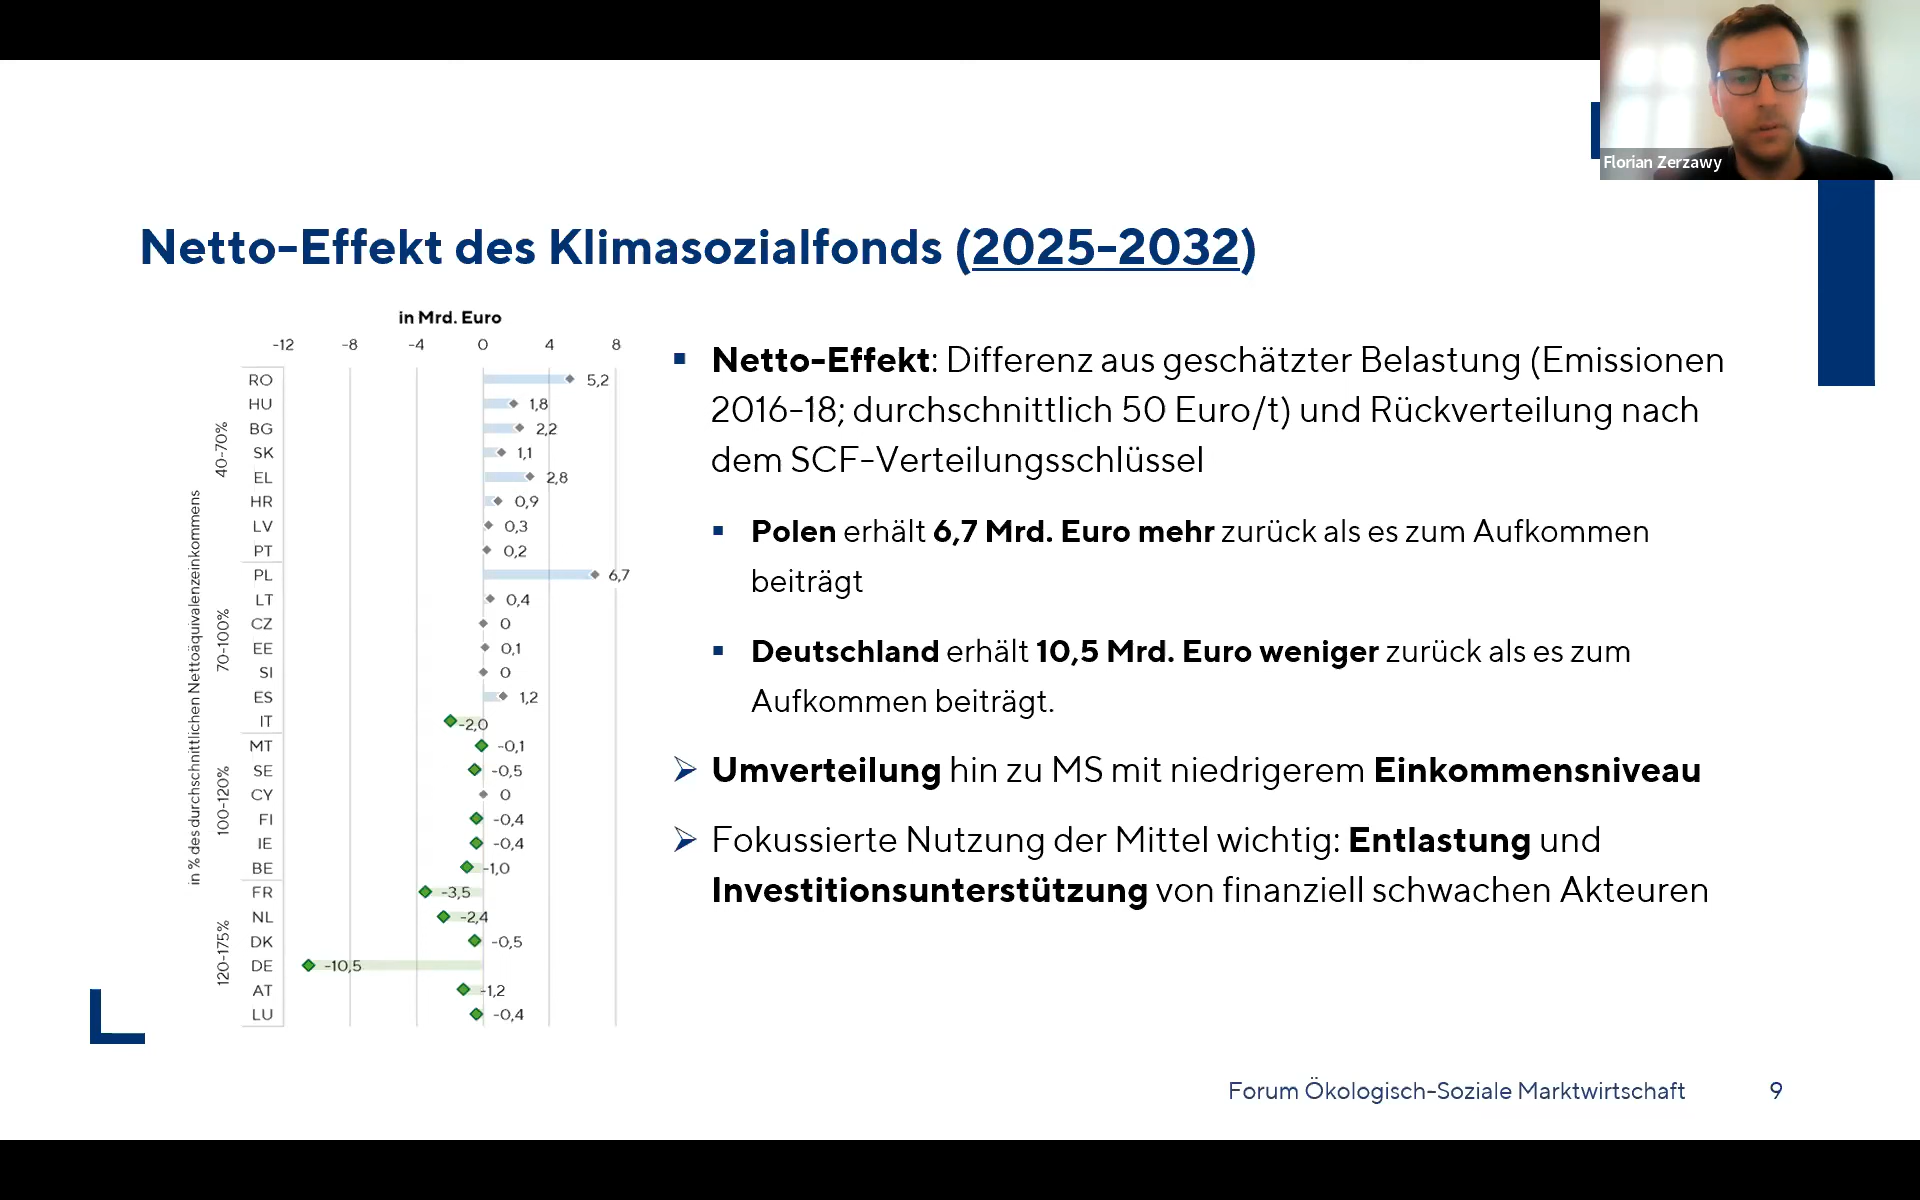 Florian Zerzawy
Netto-Effekt des Klimasozialfonds (2025-2032)
in Mrd. Euro
-12 -8 -4 0 4 8
in % des durchschnittlichen Nettoäquivalenzeinkommens
40-70%
RO 5,2
HU 1,8
BG 2,2
SK 1,1
EL 2,8
HR 0,9
LV 0,3
PT 0,2
70-100%
PL 6,7
LT 0,4
CZ 0
EE 0,1
SI 0
ES 1,2
IT -2,0
100-120%
MT -0,1
SE -0,5
CY 0
FI -0,4
IE -0,4
BE -1,0
120-175%
FR -3,5
NL -2,4
DK -0,5
DE -10,5
AT -1,2
LU -0,4
Netto-Effekt: Differenz aus geschätzter Belastung (Emissionen
2016-18; durchschnittlich 50 Euro/t) und Rückverteilung nach
dem SCF-Verteilungsschlüssel
Polen erhält 6,7 Mrd. Euro mehr zurück als es zum Aufkommen
beiträgt
Deutschland erhält 10,5 Mrd. Euro weniger zurück als es zum
Aufkommen beiträgt.
Umverteilung hin zu MS mit niedrigerem Einkommensniveau
Fokussierte Nutzung der Mittel wichtig: Entlastung und
Investitionsunterstützung von finanziell schwachen Akteuren
Forum Ökologisch-Soziale Marktwirtschaft 9